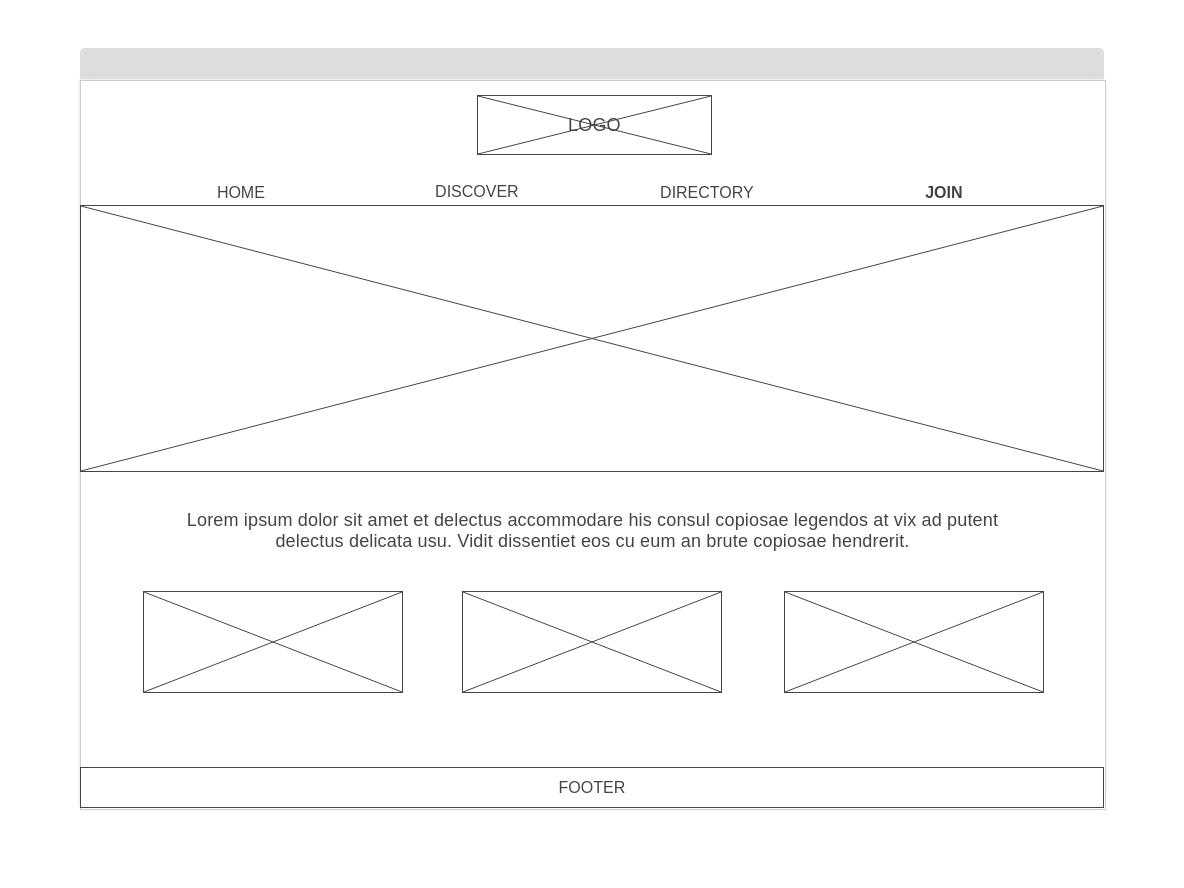 LOGO
HOME DISCOVER DIRECTORY JOIN
Lorem ipsum dolor sit amet et delectus accommodare his consul copiosae legendos at vix ad putent
delectus delicata usu. Vidit dissentiet eos cu eum an brute copiosae hendrerit.
FOOTER